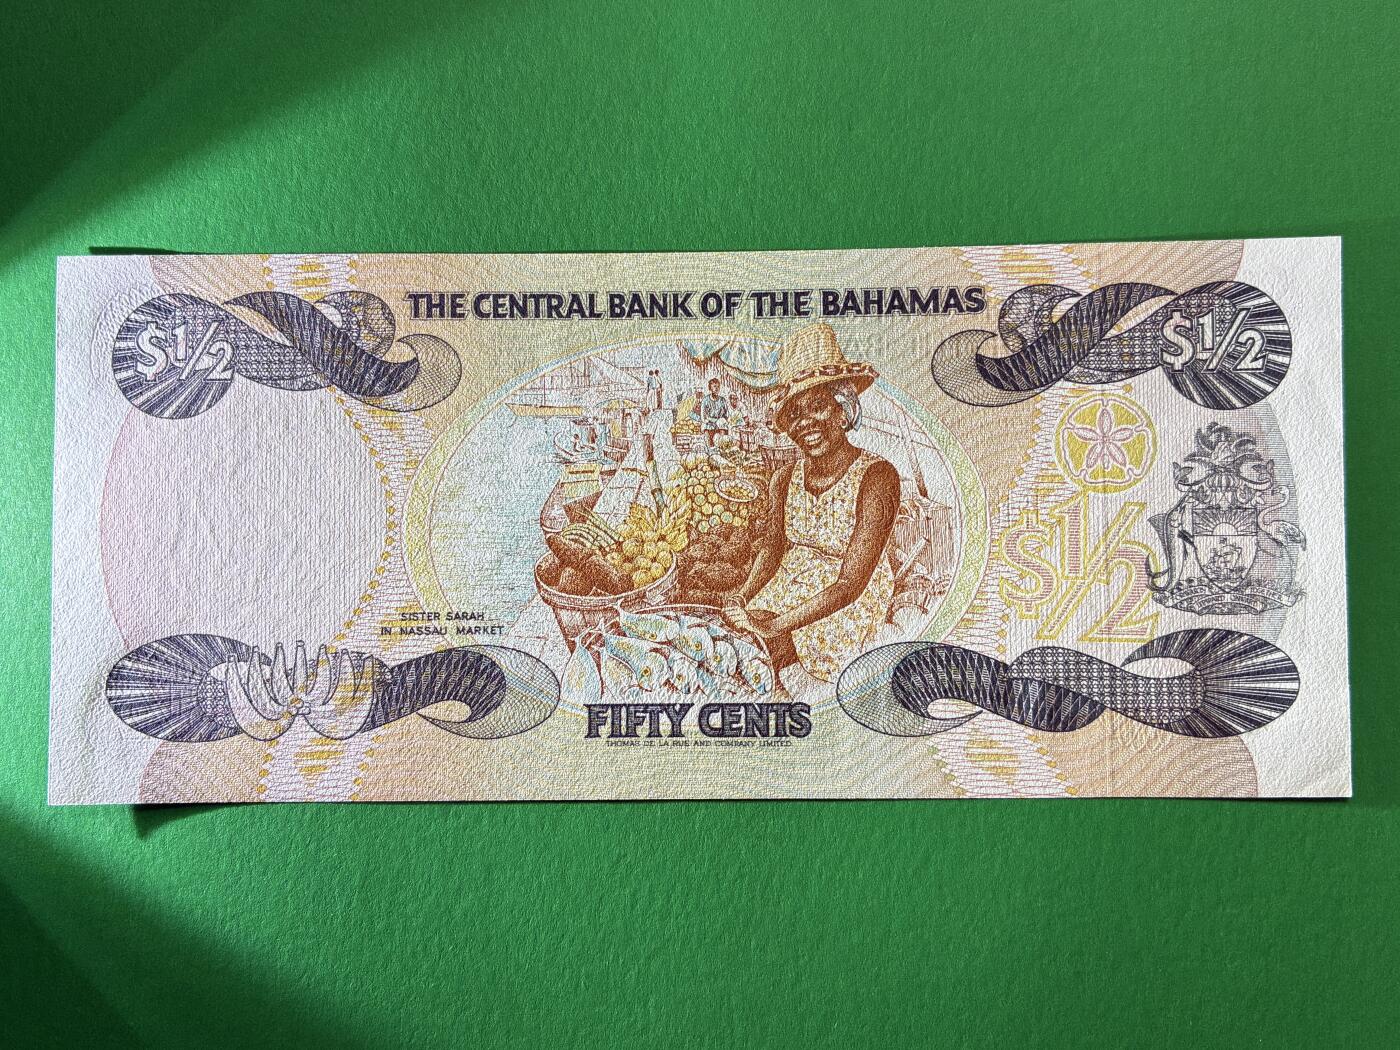 THE CENTRAL BANK OF THE BAHAMAS
$1/2
$1/2
$1/2
SISTER SARAH
IN NASSAU MARKET
FIFTY CENTS
THOMAS DE LA RUE AND COMPANY LIMITED